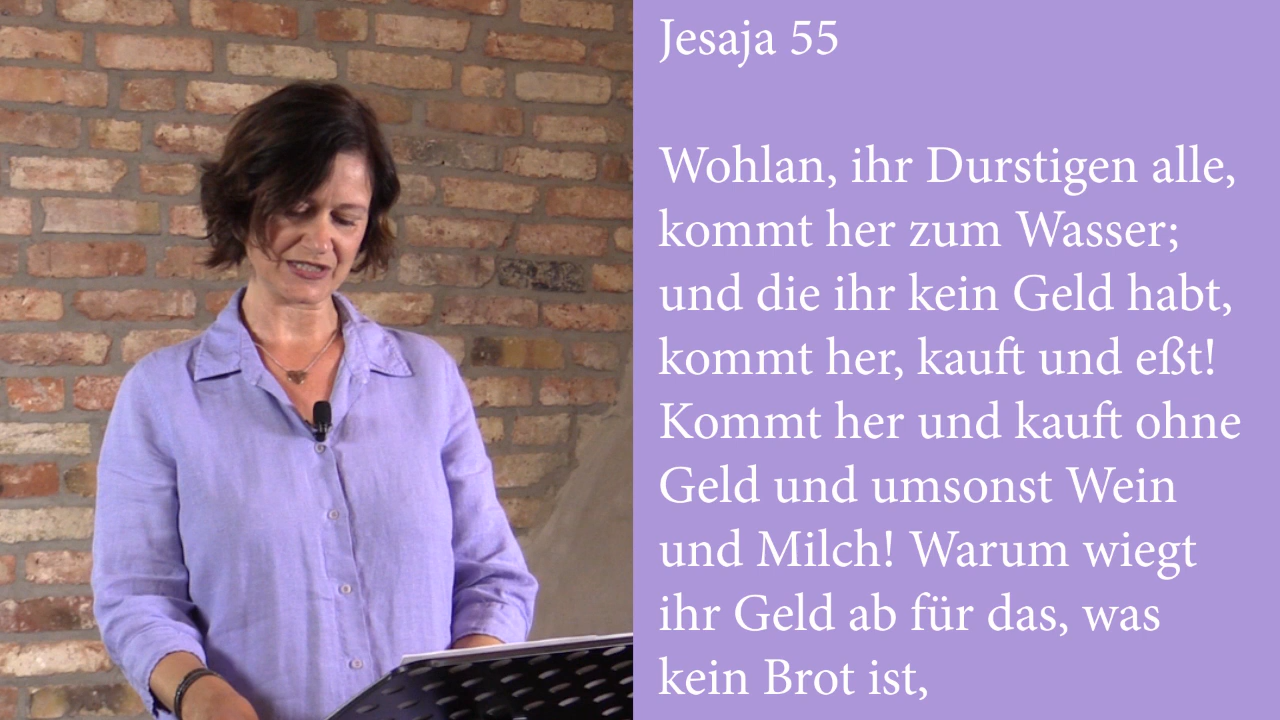 Jesaja 55
Wohlan, ihr Durstigen alle,
kommt her zum Wasser;
und die ihr kein Geld habt,
kommt her, kauft und eßt!
Kommt her und kauft ohne
Geld und umsonst Wein
und Milch! Warum wiegt
ihr Geld ab für das, was
kein Brot ist,